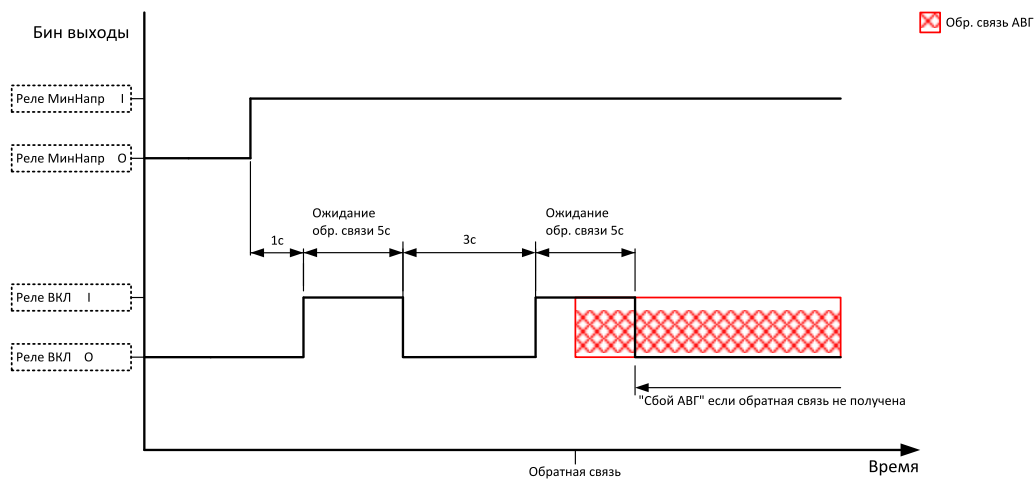 Бин выходы
Обр. связь АВГ
Реле МинНапр I
Реле МинНапр O
Ожидание
обр. связи 5с
Ожидание
обр. связи 5с
1с
3с
Реле ВКЛ I
Реле ВКЛ O
"Сбой АВГ" если обратная связь не получена
Обратная связь
Время